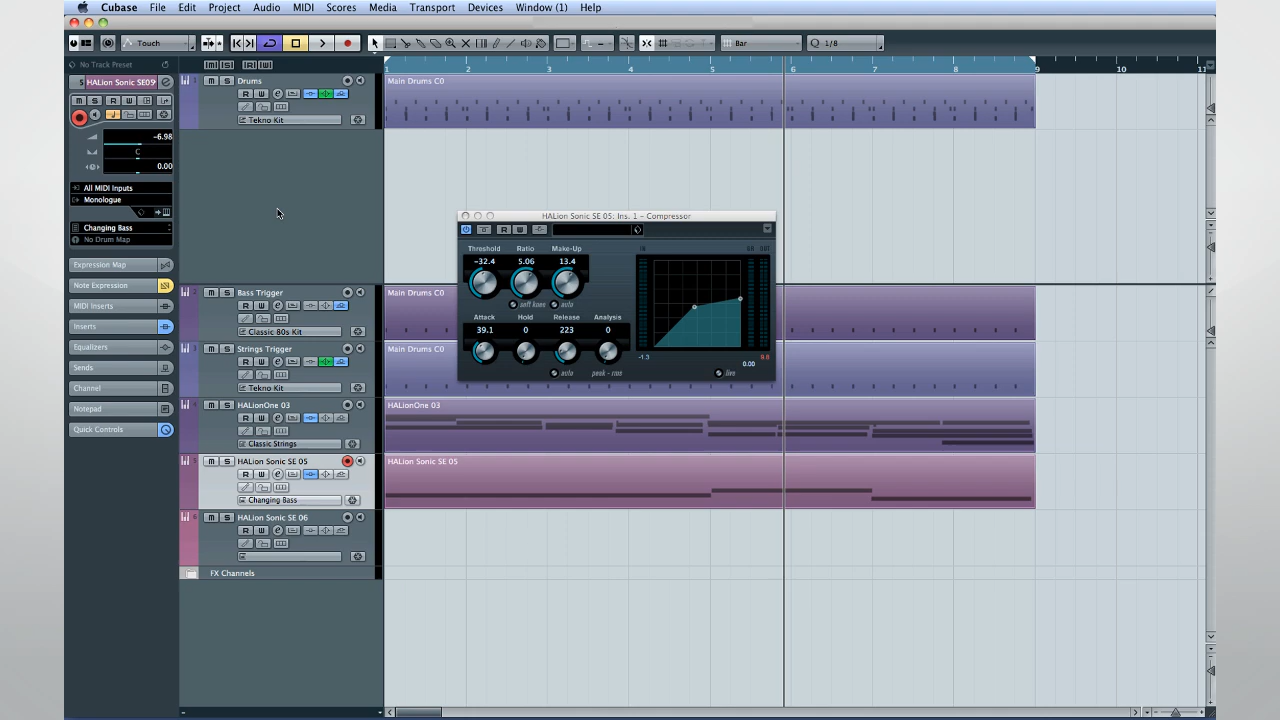 Cubase File Edit Project Audio MIDI Scores Media Transport Devices Window (1) Help
Touch
Bar
Q 1/8
No Track Preset
5 HALion Sonic SE05
M S R W
-6.98
C
0.00
All MIDI Inputs
Monologue
Changing Bass
No Drum Map
Expression Map
Note Expression
MIDI Inserts
Inserts
Equalizers
Sends
Channel
Notepad
Quick Controls
M S R W
1 2 3 4 5 6 7 8 9 10 11
M S Drums
R W e
Tekno Kit
Main Drums C0
M S Bass Trigger
R W e
Classic 80s Kit
Main Drums C0
M S Strings Trigger
R W e
Tekno Kit
Main Drums C0
M S HALionOne 03
R W e
Classic Strings
HALionOne 03
M S HALion Sonic SE 05
R W e
Changing Bass
HALion Sonic SE 05
M S HALion Sonic SE 06
R W e
FX Channels
HALion Sonic SE 05: Ins. 1 - Compressor
R W
Threshold Ratio Make-Up
-32.4 5.06 13.4
soft knee auto
Attack Hold Release Analysis
39.1 0 223 0
auto peak - rms
-1.3
0.00
live